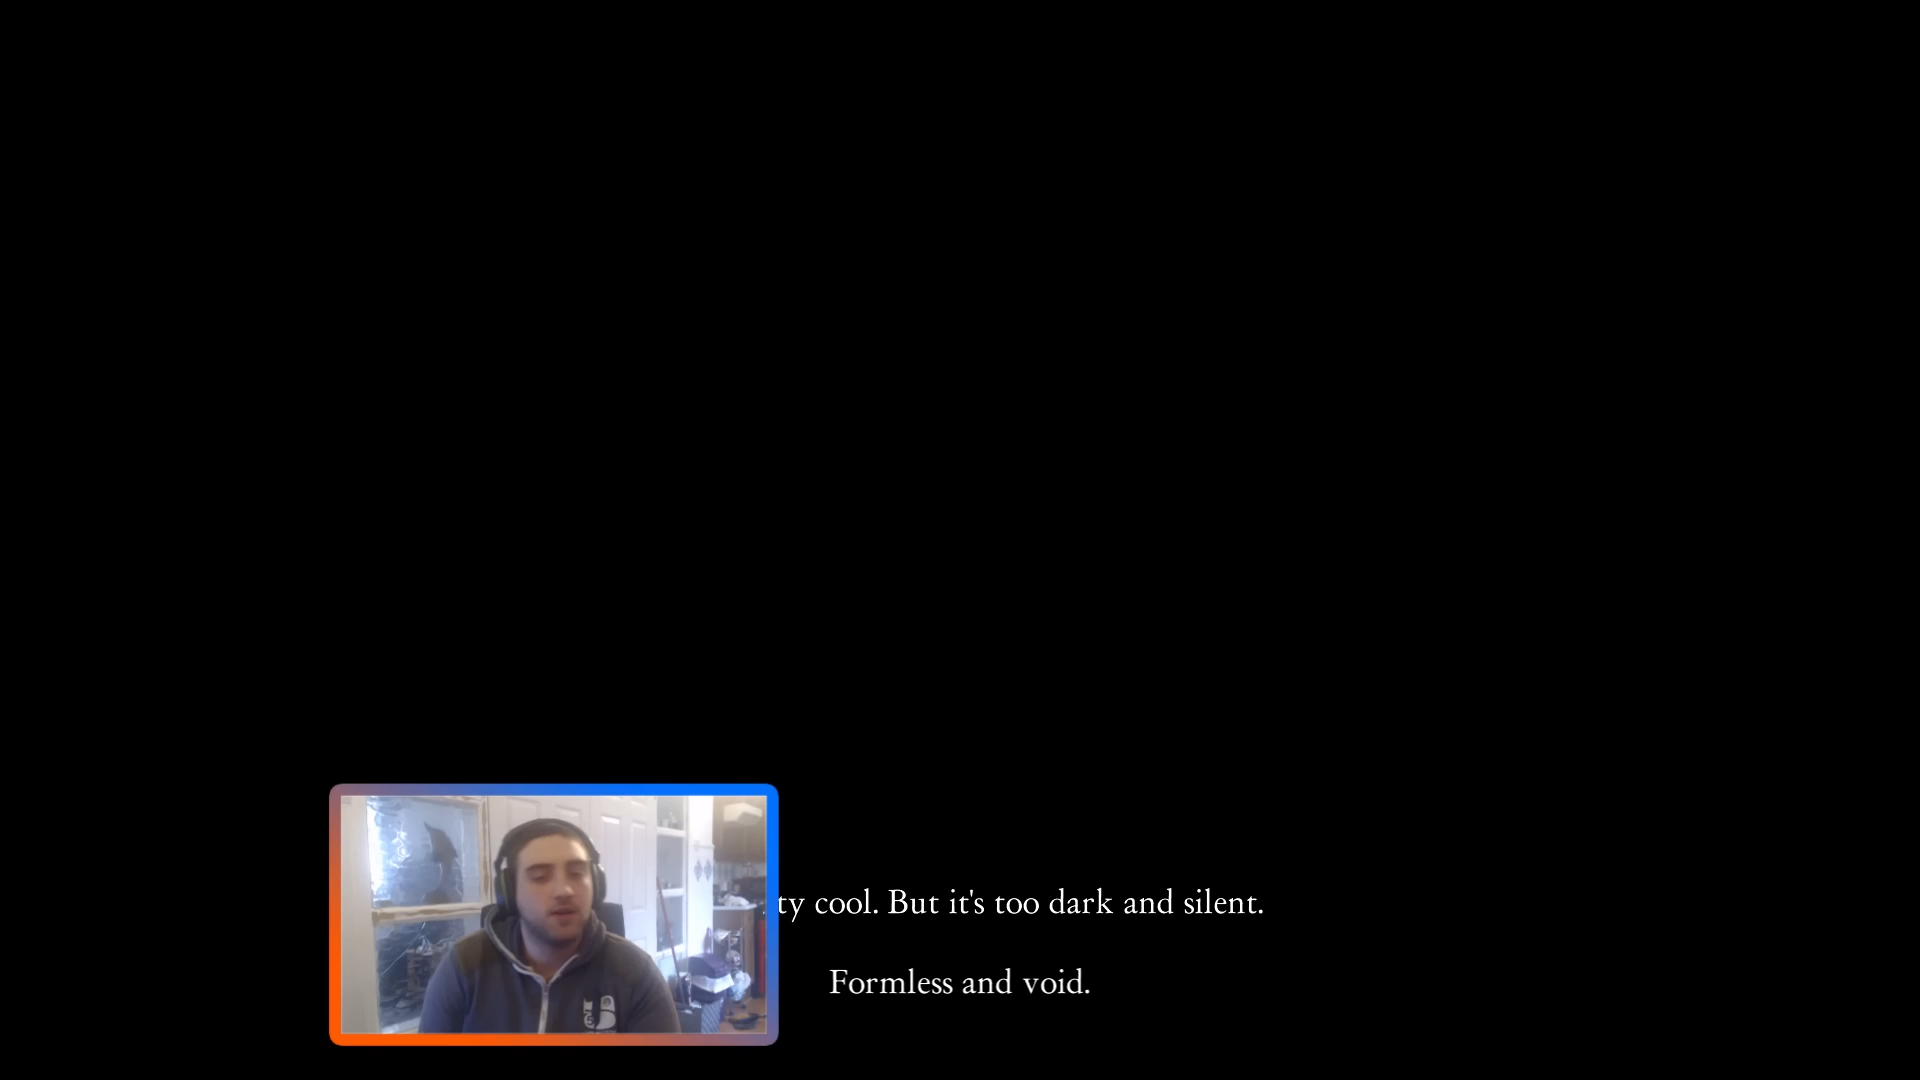 ty cool. But it's too dark and silent.
Formless and void.